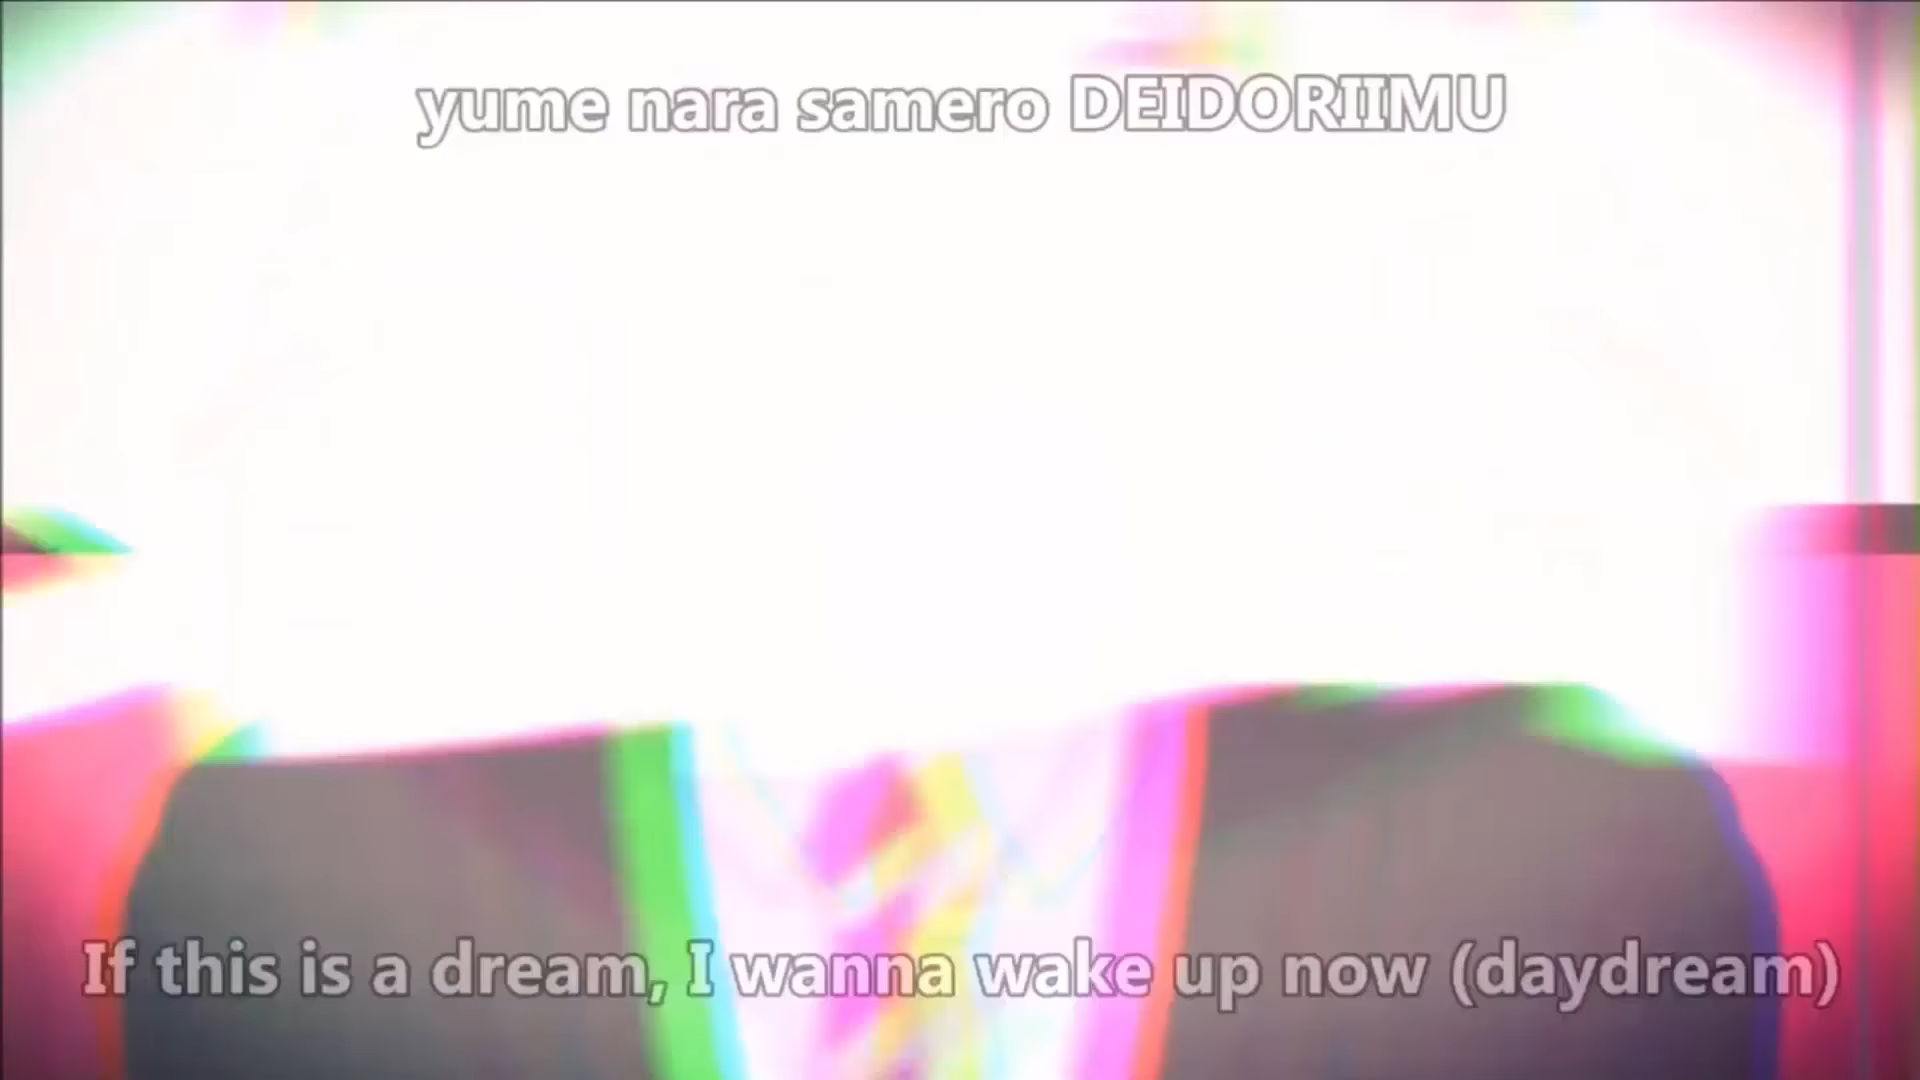 yume nara samero DEIDORIIMU
If this is a dream, I wanna wake up now (daydream)